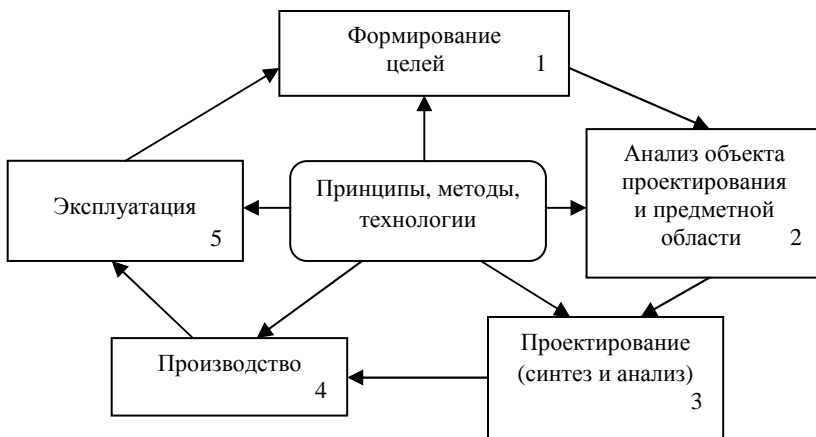 Формирование
целей 1
Анализ объекта
проектирования
и предметной
области 2
Принципы, методы,
технологии
Эксплуатация
5
Проектирование
(синтез и анализ)
3
Производство
4